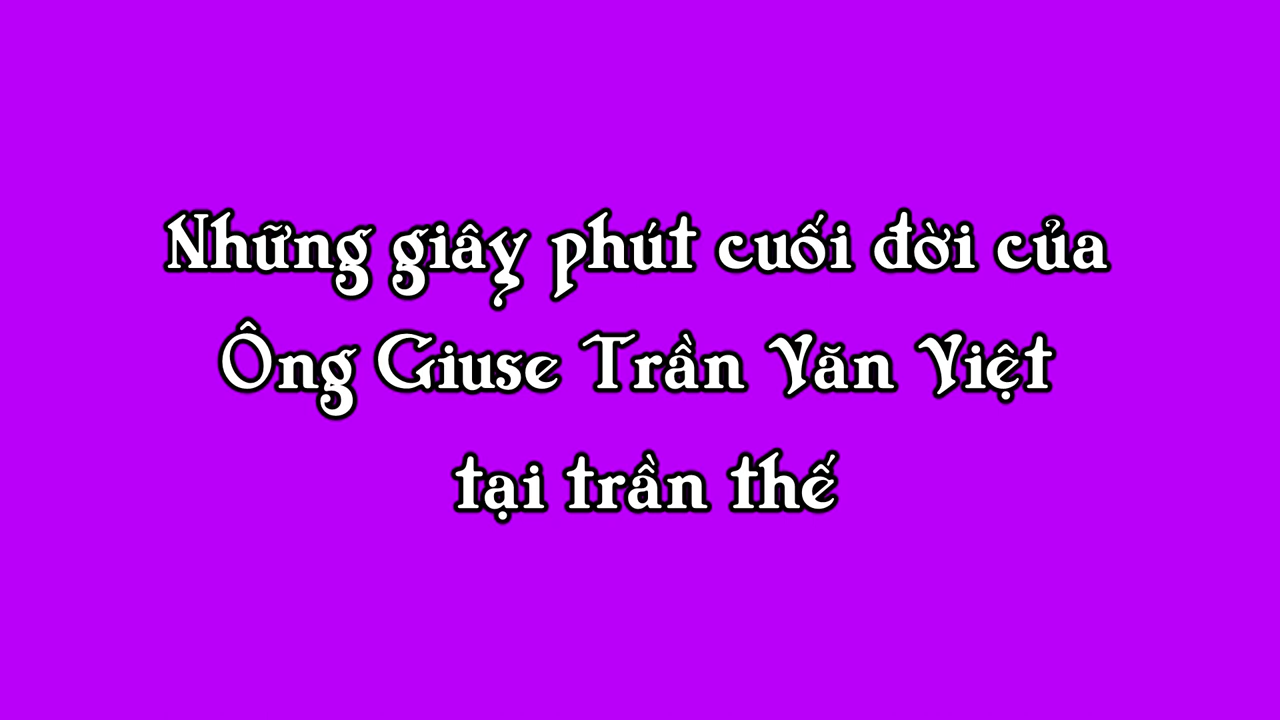 Những giây phút cuối đời của
Ông Giuse Trần Văn Việt
tại trần thế